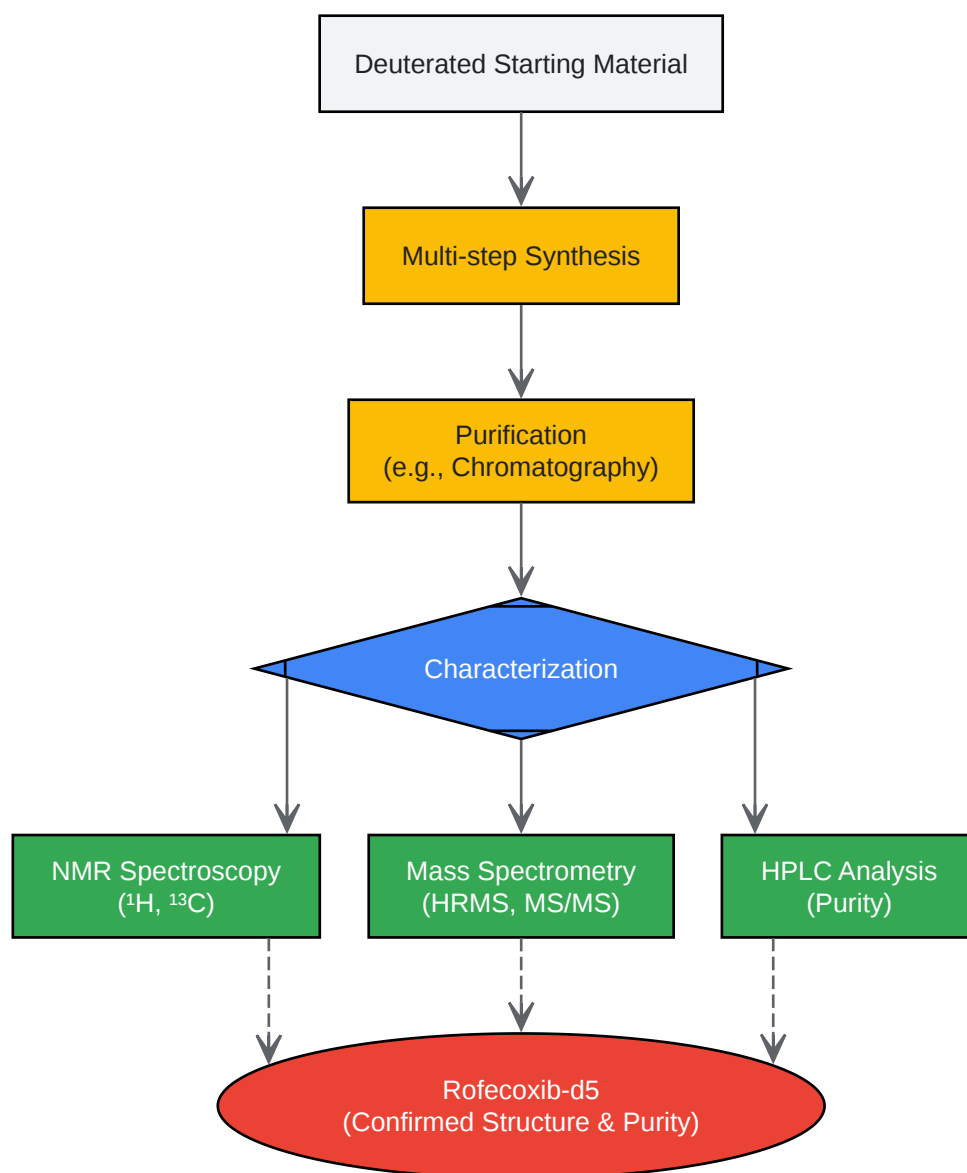 Deuterated Starting Material
Multi-step Synthesis
Purification
(e.g., Chromatography)
Characterization
NMR Spectroscopy
(¹H, ¹³C)
Mass Spectrometry
(HRMS, MS/MS)
HPLC Analysis
(Purity)
Rofecoxib-d5
(Confirmed Structure & Purity)